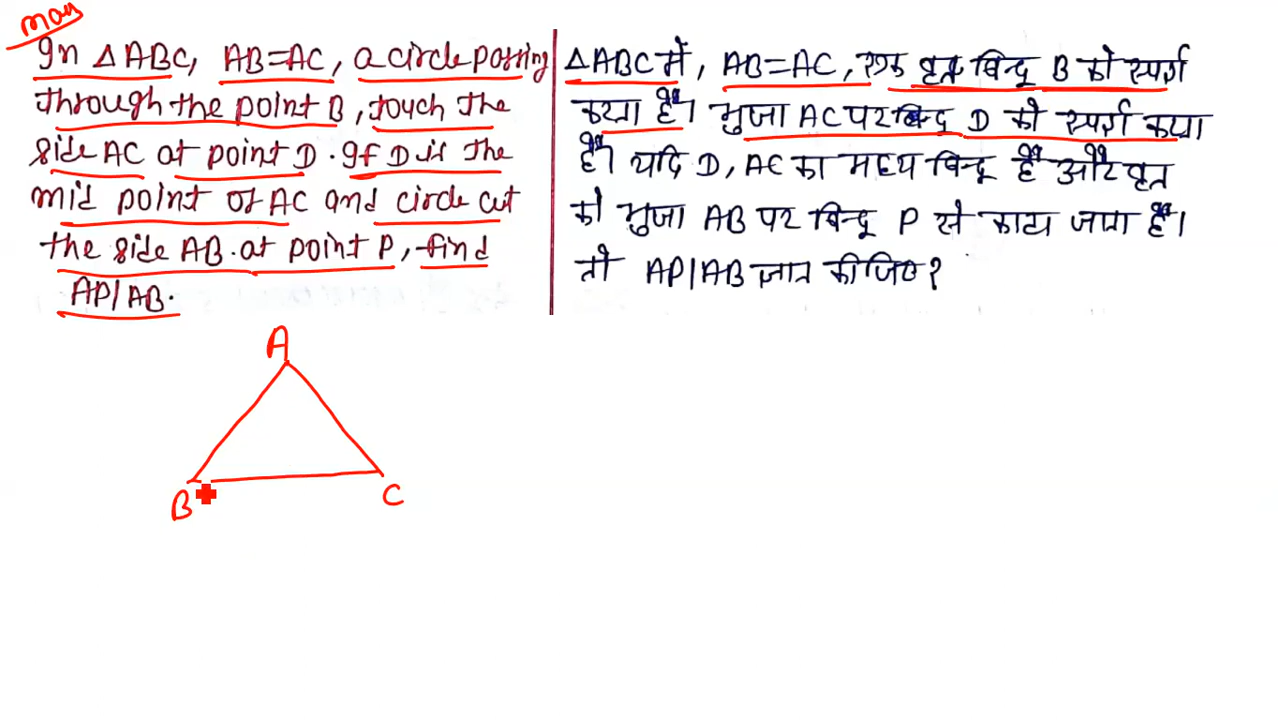 may
In △ABC, AB=AC, a circle passing
through the point B, touch the
side AC at point D. If D is the
mid point of AC and circle cut
the side AB. at point P, find
AP/AB.
△ABC में, AB=AC, एक वृत्त बिन्दू B को स्पर्श
करता है। भुजा AC पर बिन्दु D को स्पर्श करता
है। यदि D, AC का मध्य बिन्दू है और वृत्त
को भुजा AB पर बिन्दू P से काटा जाता है।
तो AP/AB ज्ञात कीजिए?
A
B
C